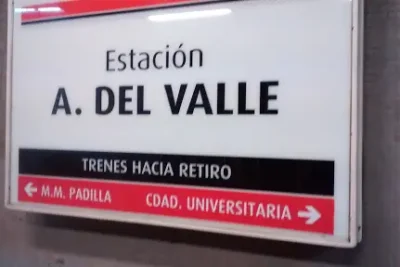 Estación
A. DEL VALLE
TRENES HACIA RETIRO
← M.M. PADILLA CDAD. UNIVERSITARIA →